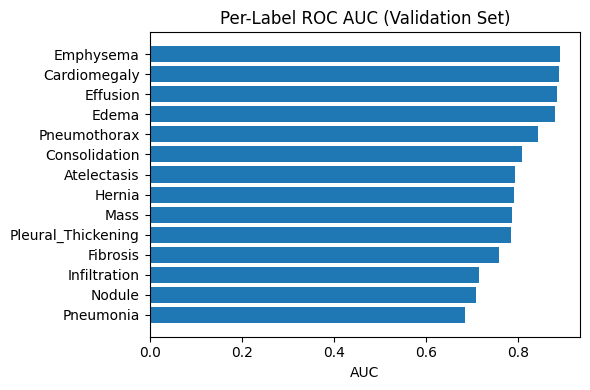 Per-Label ROC AUC (Validation Set)
Emphysema
Cardiomegaly
Effusion
Edema
Pneumothorax
Consolidation
Atelectasis
Hernia
Mass
Pleural_Thickening
Fibrosis
Infiltration
Nodule
Pneumonia
0.0 0.2 0.4 0.6 0.8
AUC